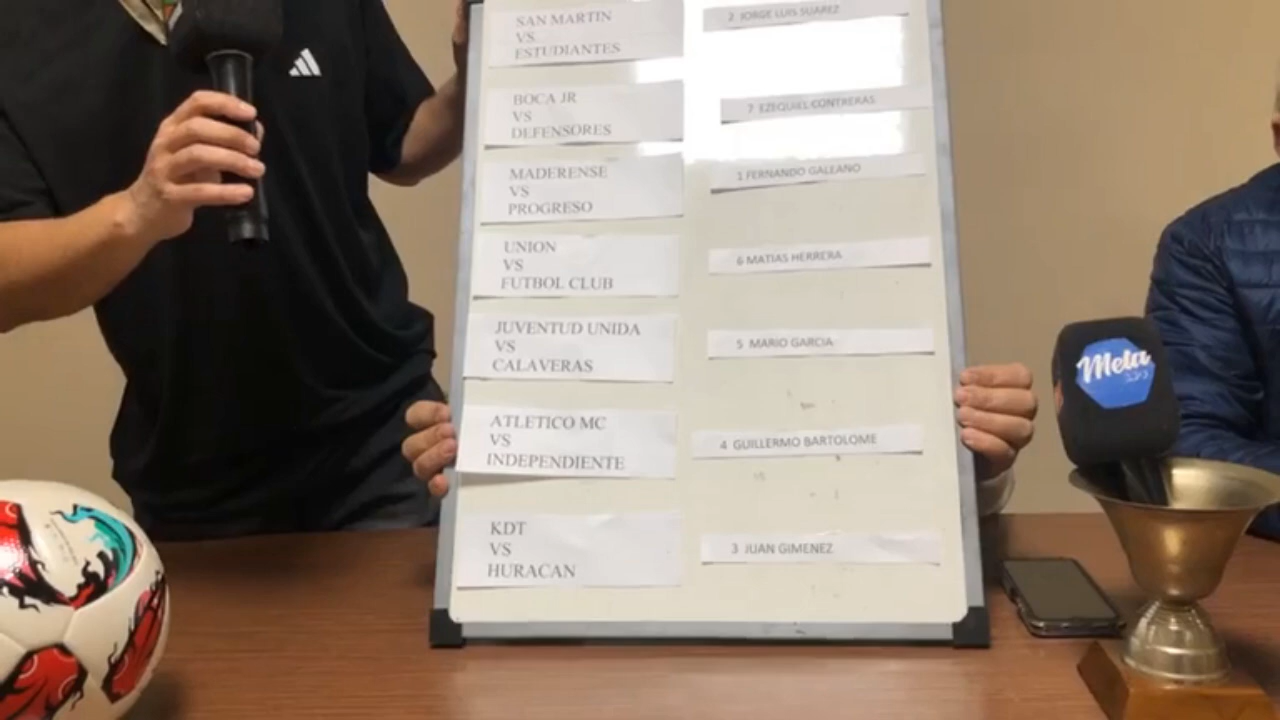 SAN MARTIN
VS
ESTUDIANTES
2 JORGE LUIS SUAREZ
BOCA JR
VS
DEFENSORES
7 EZEQUIEL CONTRERAS
MADERENSE
VS
PROGRESO
1 FERNANDO GALEANO
UNION
VS
FUTBOL CLUB
6 MATIAS HERRERA
JUVENTUD UNIDA
VS
CALAVERAS
5 MARIO GARCIA
ATLETICO MC
VS
INDEPENDIENTE
4 GUILLERMO BARTOLOME
KDT
VS
HURACAN
3 JUAN GIMENEZ
Meta